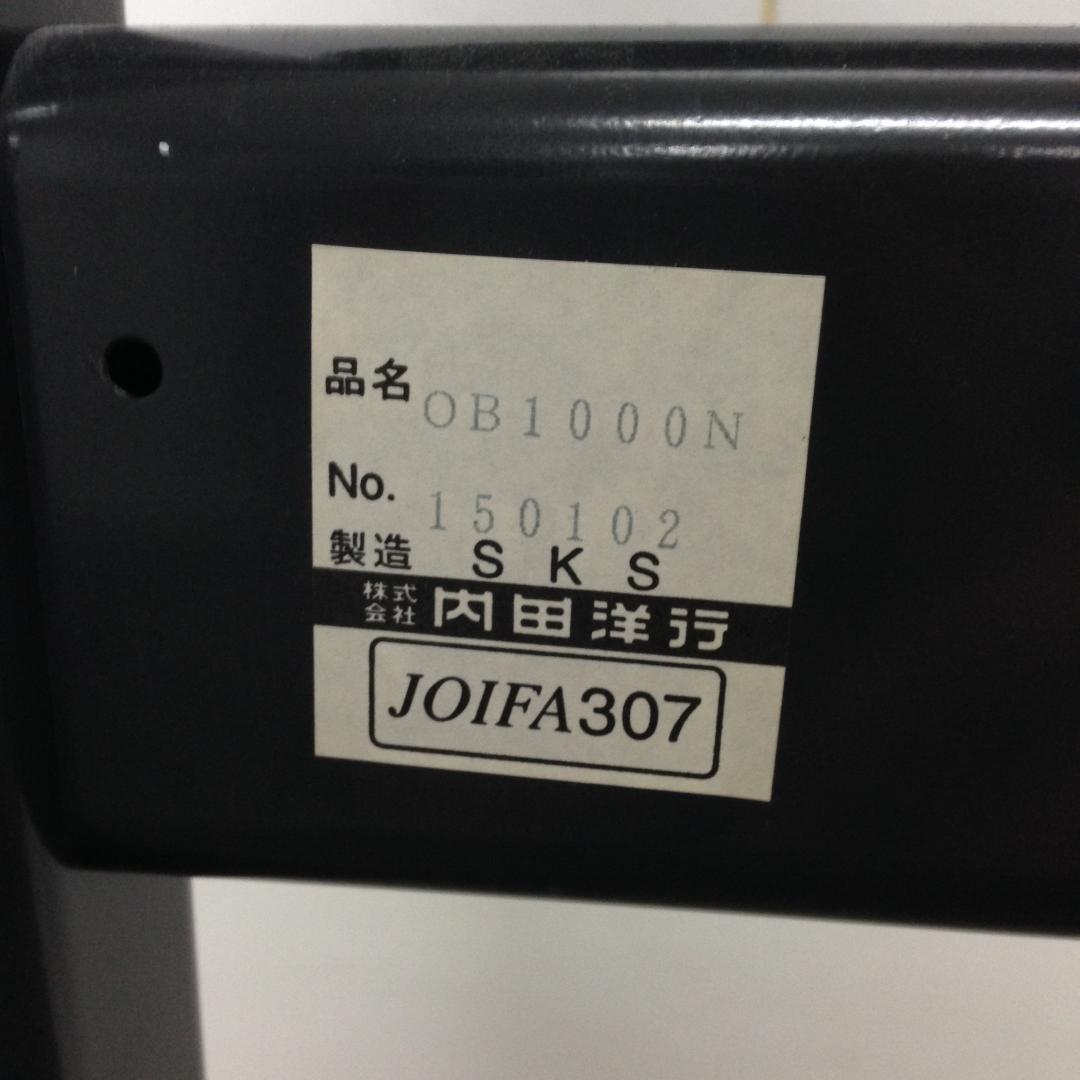 品名 OB1000N
No. 150102
製造 SKS
株式会社 内田洋行
JOIFA307